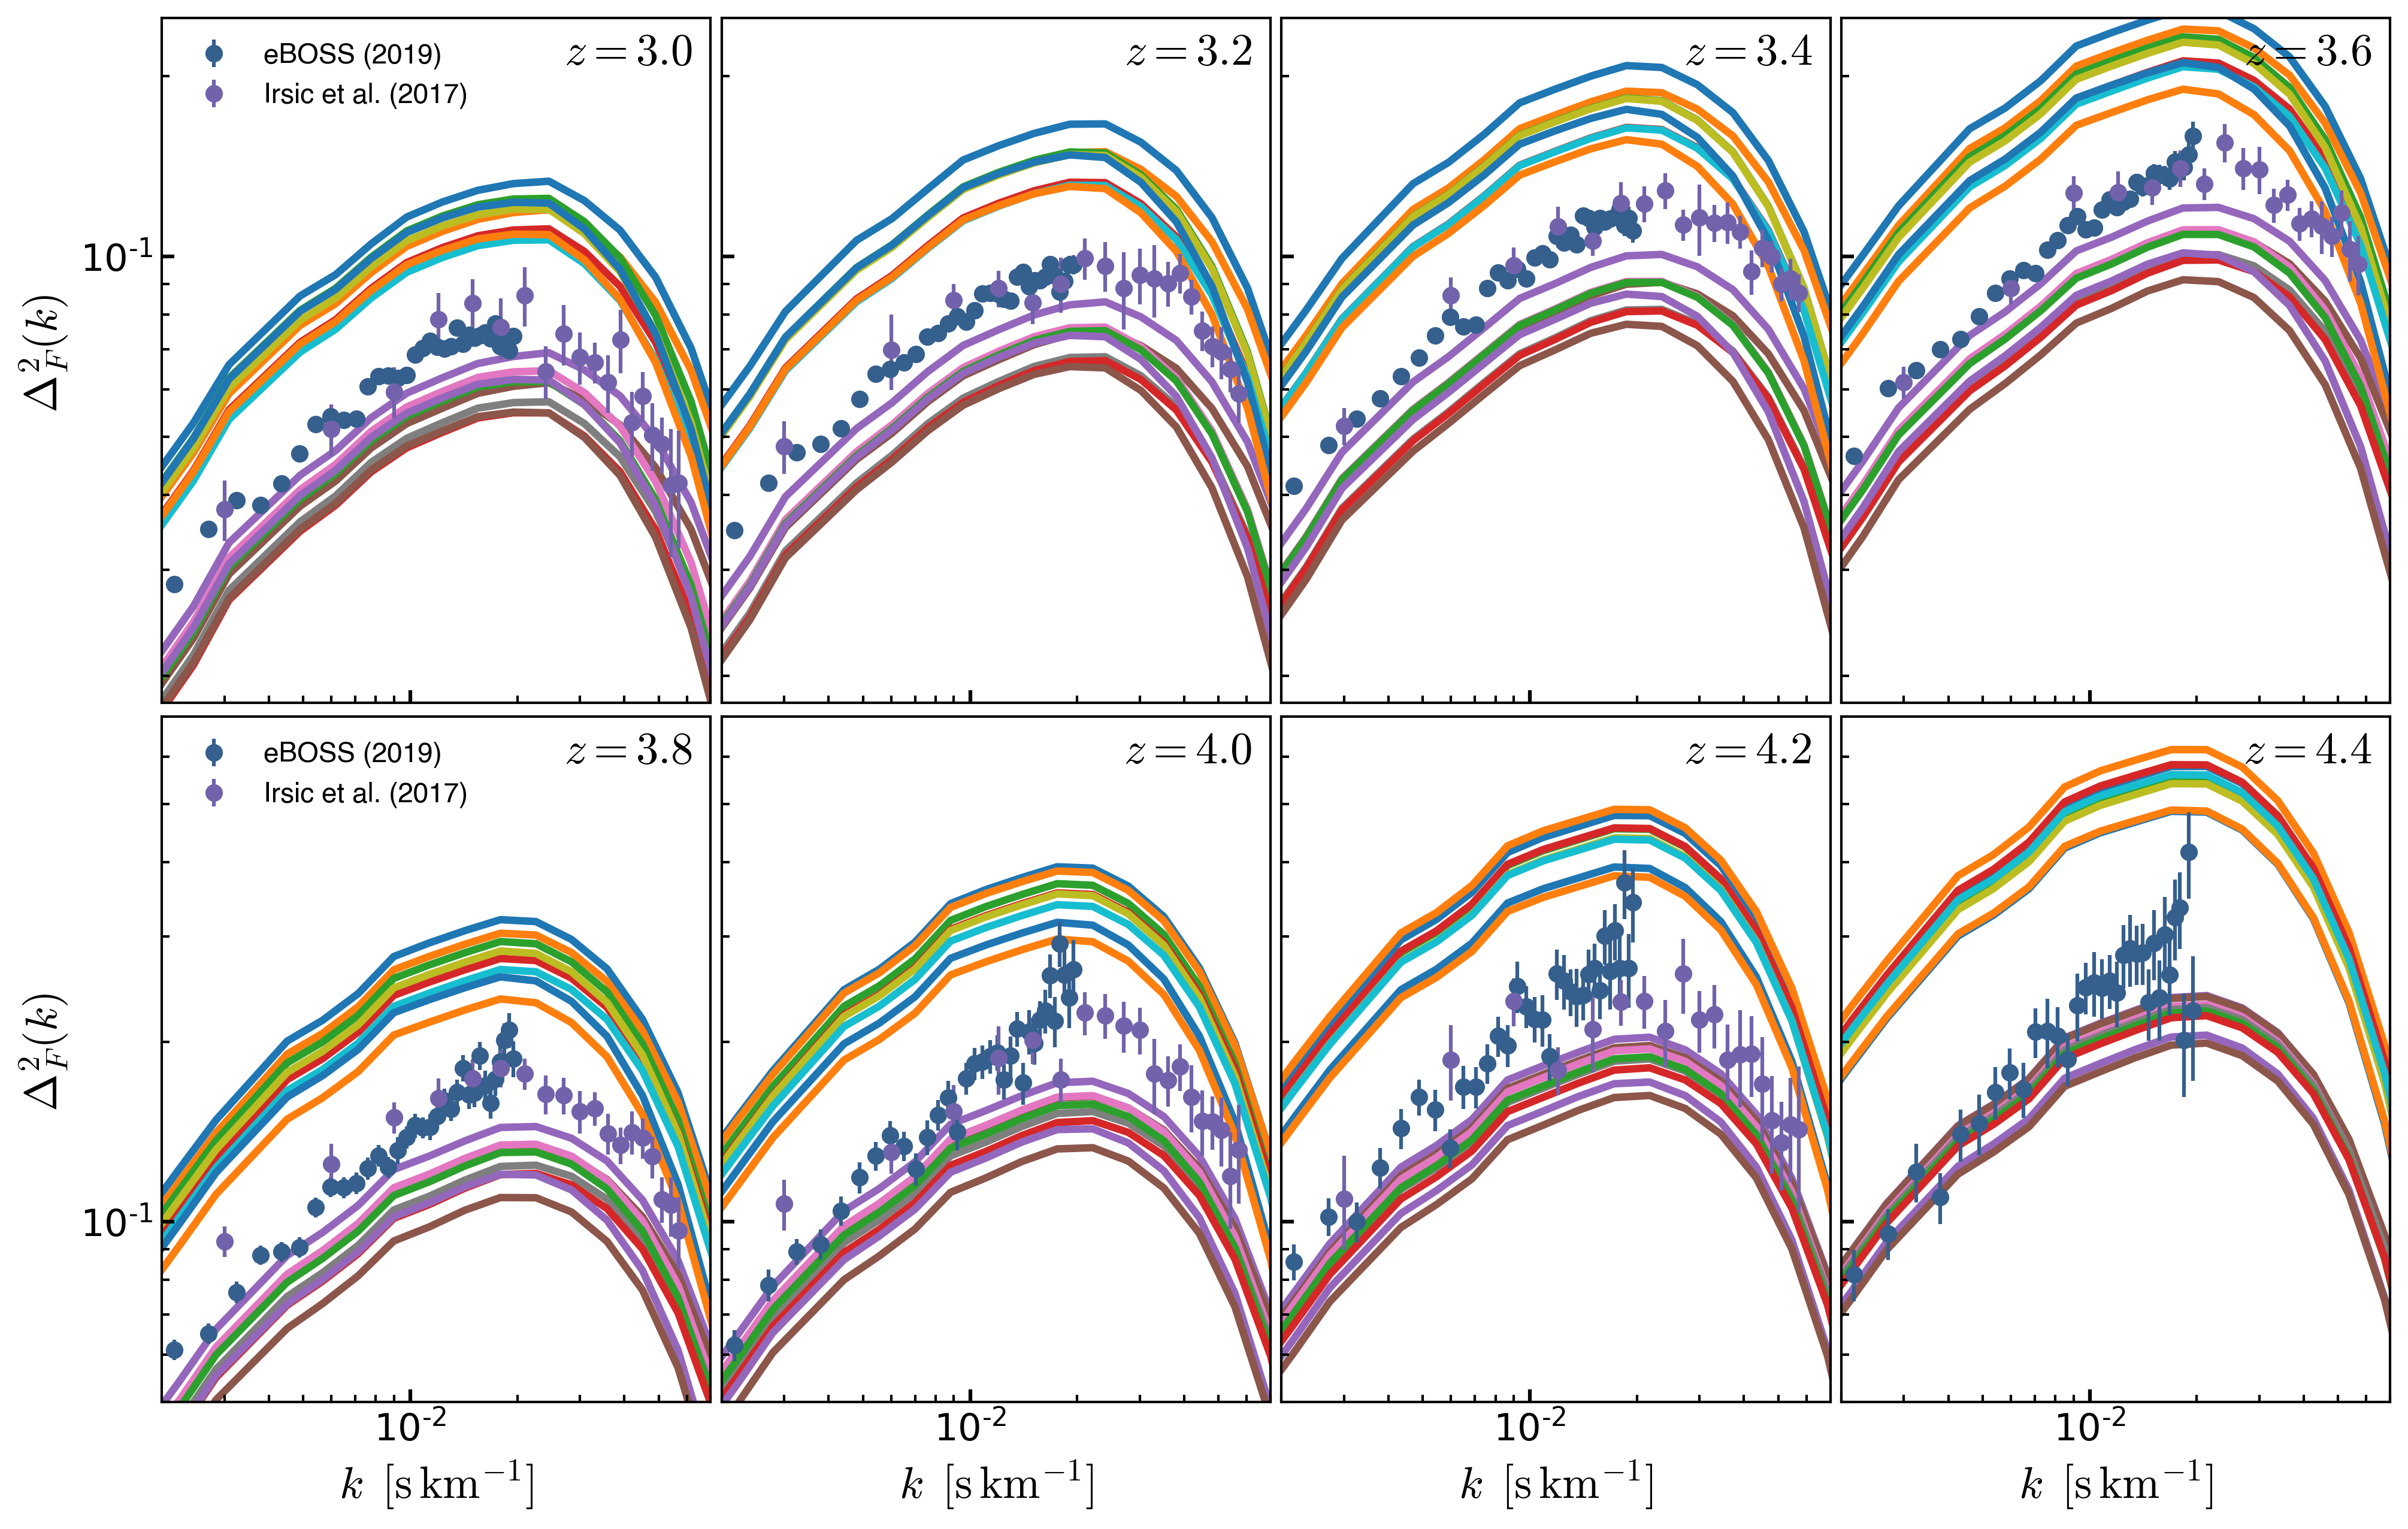 eBOSS (2019)
Irsic et al. (2017)
z = 3.0
z = 3.2
z = 3.4
z = 3.6
10⁻¹
Δ²_F(k)
eBOSS (2019)
Irsic et al. (2017)
z = 3.8
z = 4.0
z = 4.2
z = 4.4
10⁻¹
Δ²_F(k)
10⁻² 10⁻² 10⁻² 10⁻²
k [s km⁻¹] k [s km⁻¹] k [s km⁻¹] k [s km⁻¹]